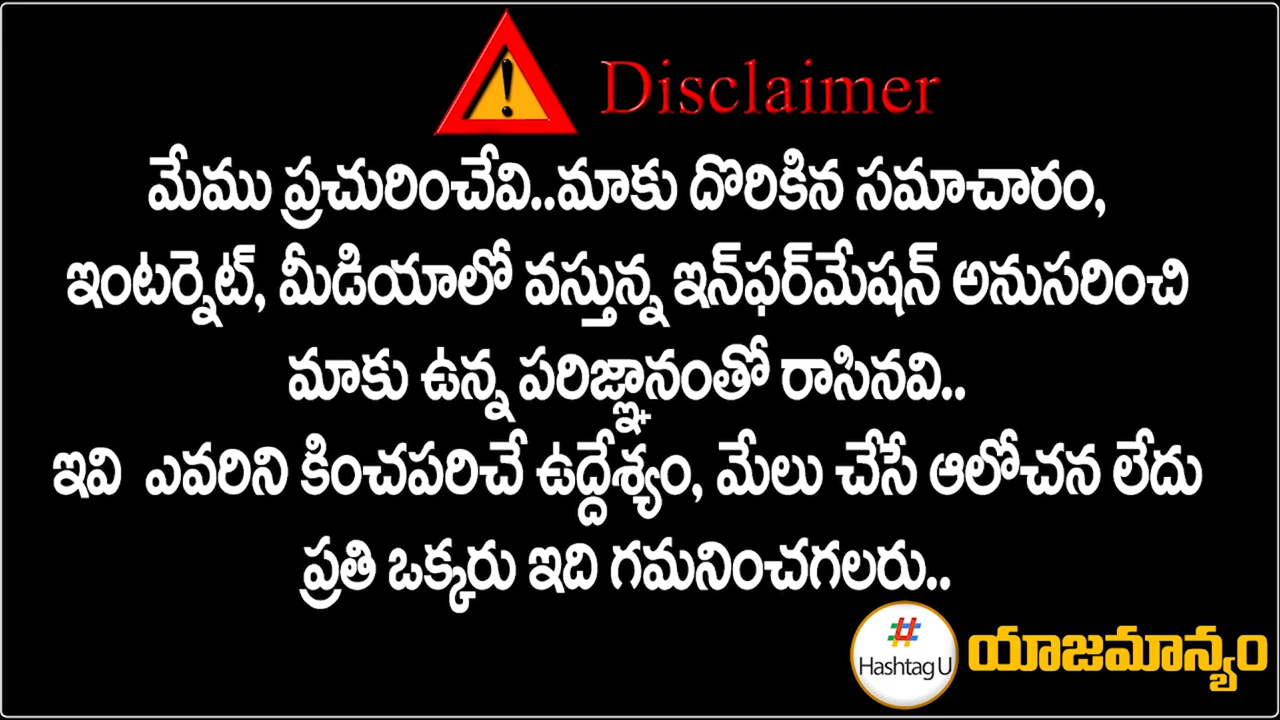 Disclaimer
మేము ప్రచురించేవి..మాకు దొరికిన సమాచారం,
ఇంటర్నెట్, మీడియాలో వస్తున్న ఇన్‌ఫర్‌మేషన్ అనుసరించి
మాకు ఉన్న పరిజ్ఞానంతో రాసినవి..
ఇవి ఎవరిని కించపరిచే ఉద్దేశ్యం, మేలు చేసే ఆలోచన లేదు
ప్రతి ఒక్కరు ఇది గమనించగలరు..
#
Hashtag U
యాజమాన్యం